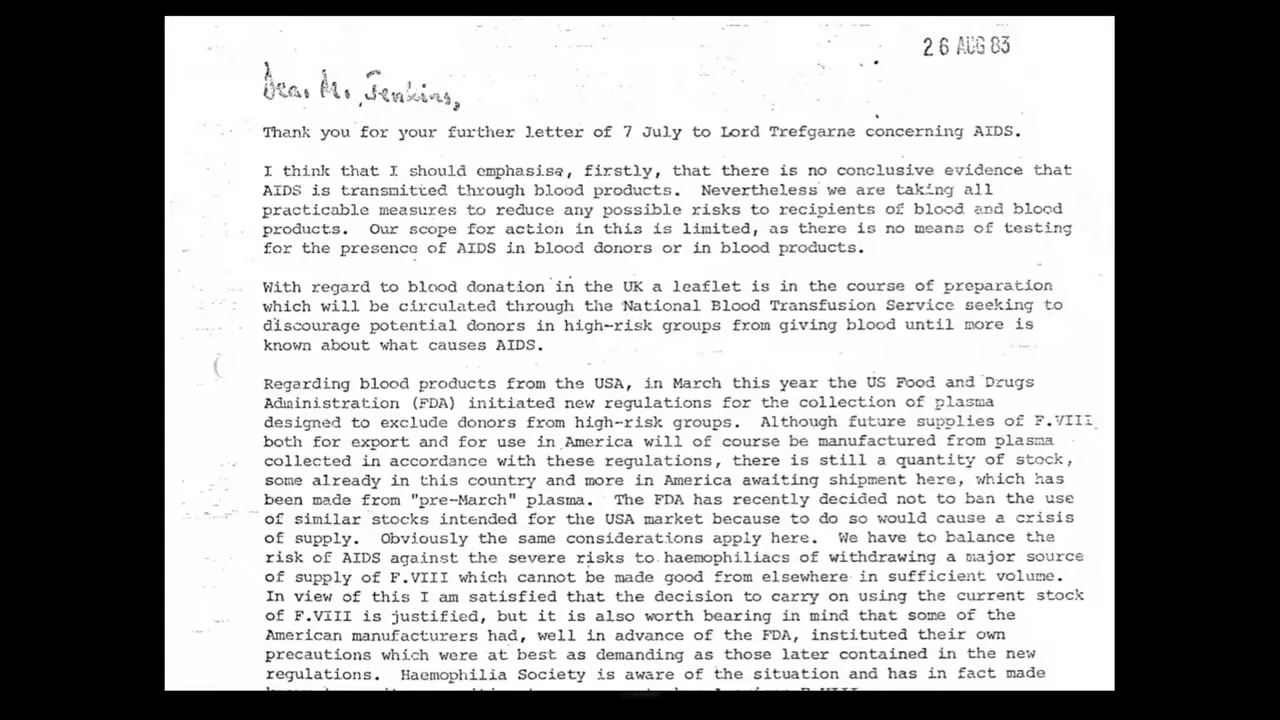 26 AUG 83
Dear Mr. Jenkins,
Thank you for your further letter of 7 July to Lord Trefgarne concerning AIDS.
I think that I should emphasise, firstly, that there is no conclusive evidence that
AIDS is transmitted through blood products. Nevertheless we are taking all
practicable measures to reduce any possible risks to recipients of blood and blood
products. Our scope for action in this is limited, as there is no means of testing
for the presence of AIDS in blood donors or in blood products.
With regard to blood donation in the UK a leaflet is in the course of preparation
which will be circulated through the National Blood Transfusion Service seeking to
discourage potential donors in high-risk groups from giving blood until more is
known about what causes AIDS.
Regarding blood products from the USA, in March this year the US Food and Drugs
Administration (FDA) initiated new regulations for the collection of plasma
designed to exclude donors from high-risk groups. Although future supplies of F.VIII
both for export and for use in America will of course be manufactured from plasma
collected in accordance with these regulations, there is still a quantity of stock,
some already in this country and more in America awaiting shipment here, which has
been made from "pre-March" plasma. The FDA has recently decided not to ban the use
of similar stocks intended for the USA market because to do so would cause a crisis
of supply. Obviously the same considerations apply here. We have to balance the
risk of AIDS against the severe risks to haemophiliacs of withdrawing a major source
of supply of F.VIII which cannot be made good from elsewhere in sufficient volume.
In view of this I am satisfied that the decision to carry on using the current stock
of F.VIII is justified, but it is also worth bearing in mind that some of the
American manufacturers had, well in advance of the FDA, instituted their own
precautions which were at best as demanding as those later contained in the new
regulations. Haemophilia Society is aware of the situation and has in fact made